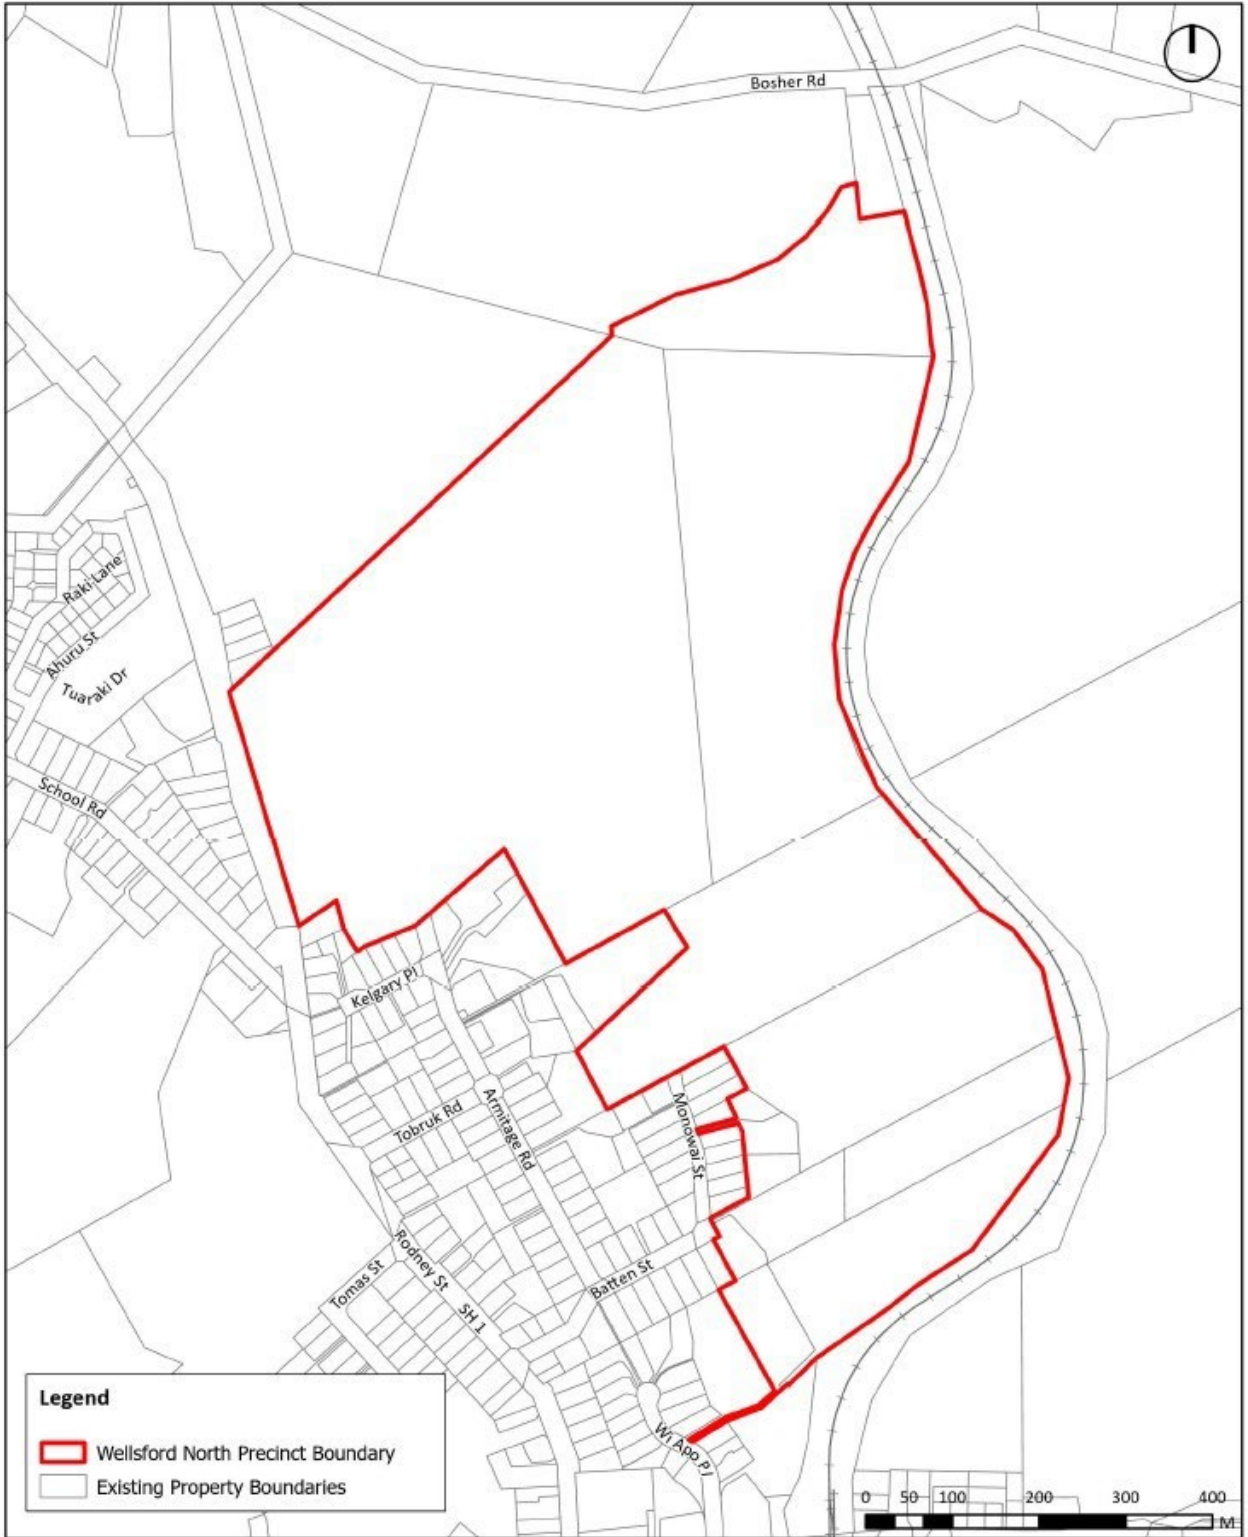 Bosher Rd
Raki Lane
Ahuru St
Tuaraki Dr
School Rd
Kelgary Pl
Tobruk Rd
Armitage Rd
Monowai St
Rodney St
SH 1
Tomas St
Batten St
Wi Apo Pl
Legend
Wellsford North Precinct Boundary
Existing Property Boundaries
0 50 100 200 300 400
M